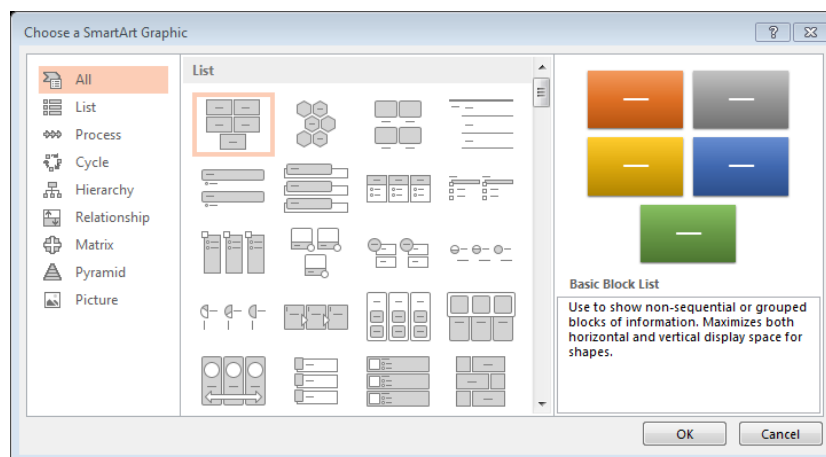 Choose a SmartArt Graphic
All
List
Process
Cycle
Hierarchy
Relationship
Matrix
Pyramid
Picture
List
Basic Block List
Use to show non-sequential or grouped
blocks of information. Maximizes both
horizontal and vertical display space for
shapes.
OK
Cancel